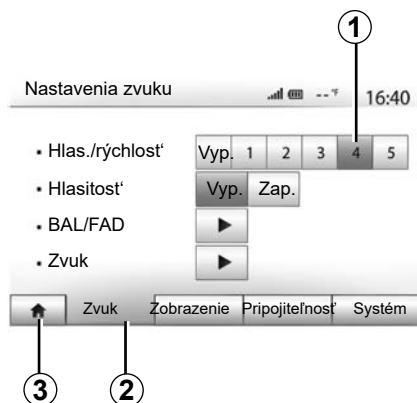 1
Nastavenia zvuku --°F 16:40
Hlas./rýchlosť Vyp. 1 2 3 4 5
Hlasitosť Vyp. Zap.
BAL/FAD
Zvuk
Zvuk Zobrazenie Pripojiteľnosť Systém
3 2